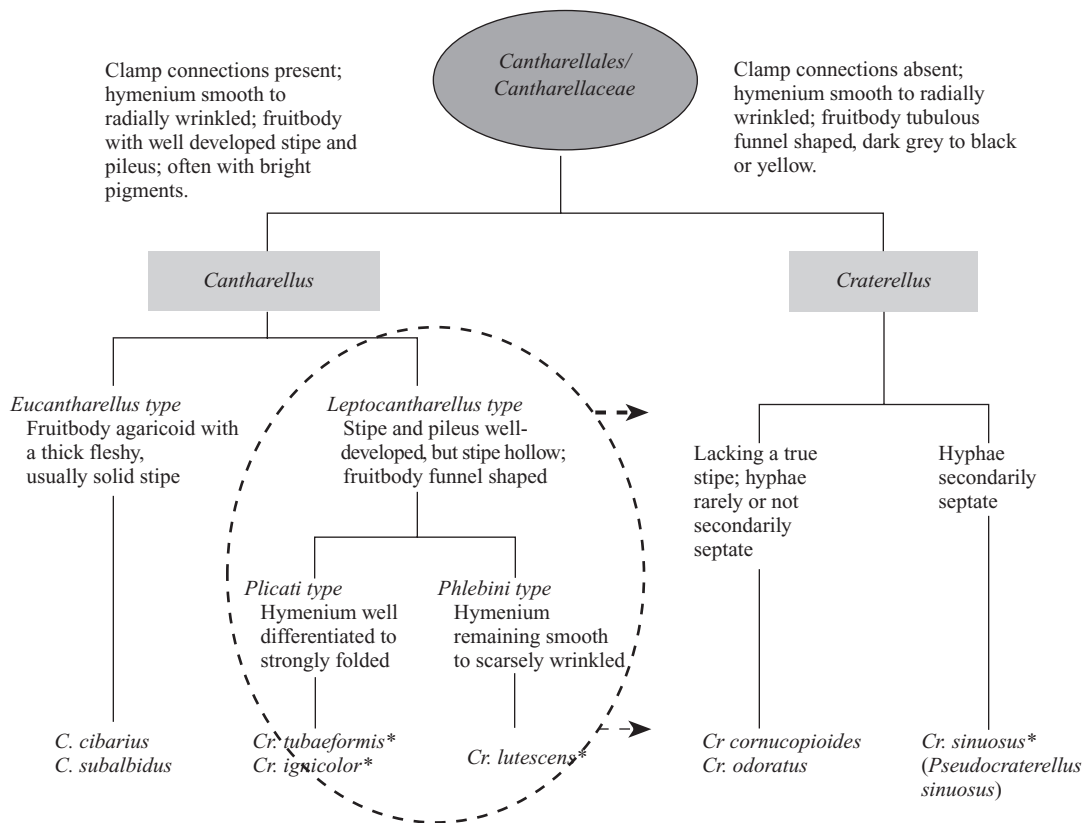 Cantharellales/
Cantharellaceae
Clamp connections present;
hymenium smooth to
radially wrinkled; fruitbody
with well developed stipe and
pileus; often with bright
pigments.
Clamp connections absent;
hymenium smooth to radially
wrinkled; fruitbody tubulous
funnel shaped, dark grey to black
or yellow.
Cantharellus
Craterellus
Eucantharellus type
Fruitbody agaricoid with
a thick fleshy,
usually solid stipe
Leptocantharellus type
Stipe and pileus well-
developed, but stipe hollow;
fruitbody funnel shaped
Lacking a true
stipe; hyphae
rarely or not
secondarily
septate
Hyphae
secondarily
septate
Plicati type
Hymenium well
differentiated to
strongly folded
Phlebini type
Hymenium
remaining smooth
to scarsely wrinkled
C. cibarius
C. subalbidus
Cr. tubaeformis*
Cr. ignicolor*
Cr. lutescens*
Cr cornucopioides
Cr. odoratus
Cr. sinuosus*
(Pseudocraterellus
sinuosus)